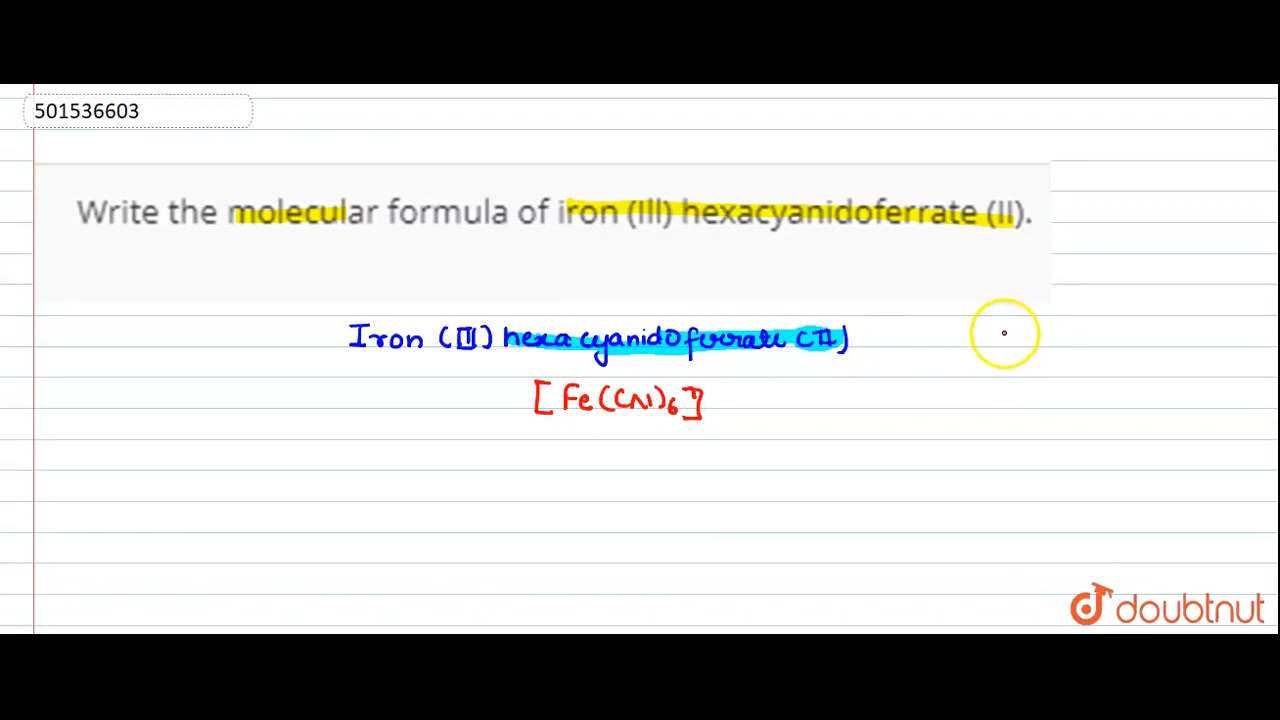 501536603
Write the molecular formula of iron (III) hexacyanidoferrate (II).
Iron (III) hexacyanidoferrate (II)
[Fe(CN)6]
doubtnut